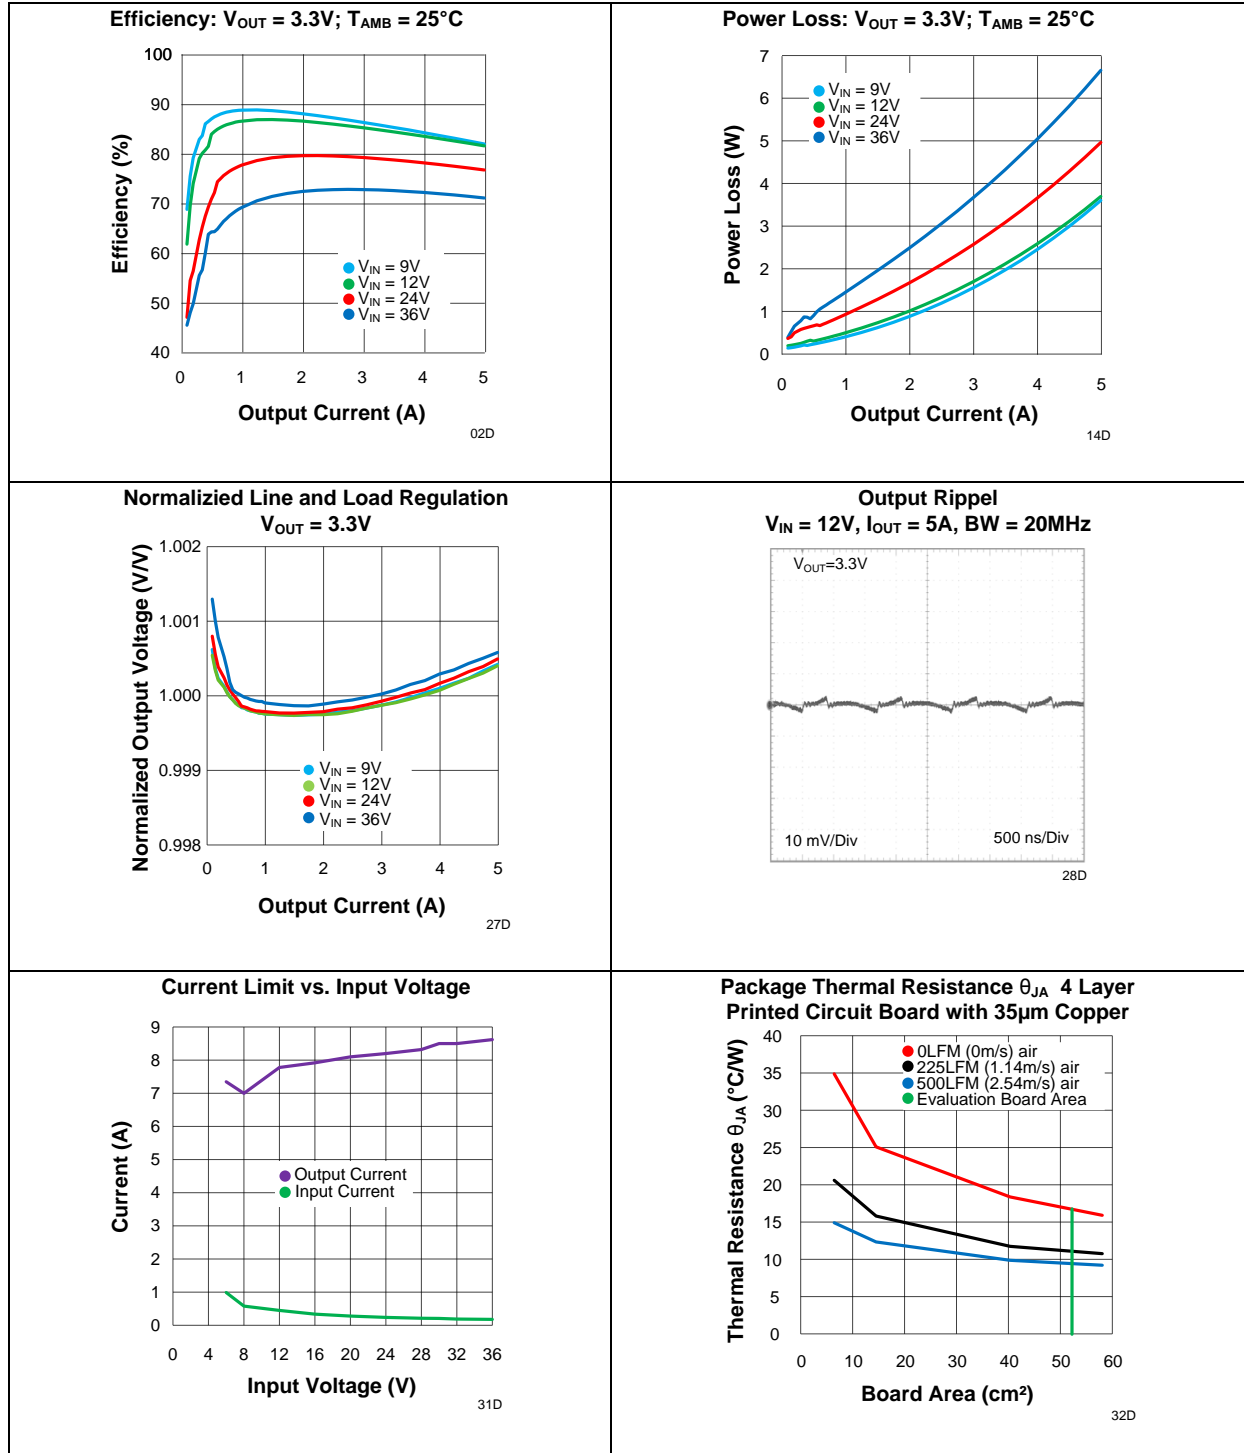 Efficiency: VOUT = 3.3V; TAMB = 25°C
100
90
80
70
60
50
40
Efficiency (%)
VIN = 9V
VIN = 12V
VIN = 24V
VIN = 36V
0 1 2 3 4 5
Output Current (A)
02D
Power Loss: VOUT = 3.3V; TAMB = 25°C
7
6
5
4
3
2
1
0
Power Loss (W)
VIN = 9V
VIN = 12V
VIN = 24V
VIN = 36V
0 1 2 3 4 5
Output Current (A)
14D
Normalizied Line and Load Regulation
VOUT = 3.3V
1.002
1.001
1.000
0.999
0.998
Normalized Output Voltage (V/V)
VIN = 9V
VIN = 12V
VIN = 24V
VIN = 36V
0 1 2 3 4 5
Output Current (A)
27D
Output Rippel
VIN = 12V, IOUT = 5A, BW = 20MHz
VOUT=3.3V
10 mV/Div 500 ns/Div
28D
Current Limit vs. Input Voltage
9
8
7
6
5
4
3
2
1
0
Current (A)
Output Current
Input Current
0 4 8 12 16 20 24 28 32 36
Input Voltage (V)
31D
Package Thermal Resistance θJA 4 Layer
Printed Circuit Board with 35µm Copper
40
35
30
25
20
15
10
5
0
Thermal Resistance θJA (°C/W)
0LFM (0m/s) air
225LFM (1.14m/s) air
500LFM (2.54m/s) air
Evaluation Board Area
0 10 20 30 40 50 60
Board Area (cm²)
32D